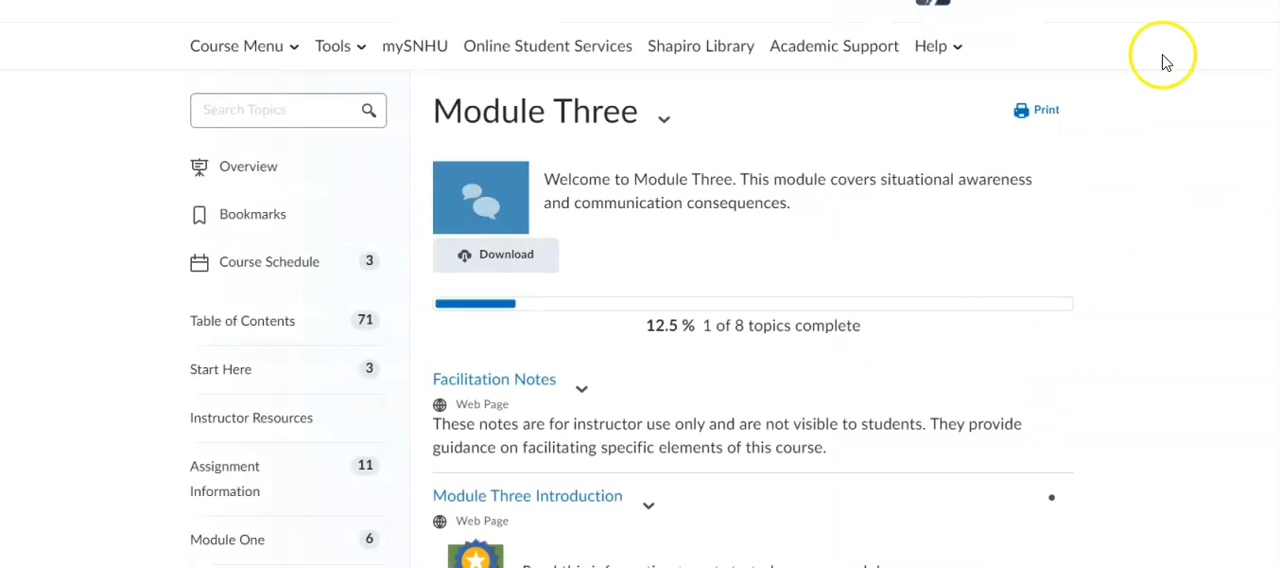 Course Menu Tools mySNHU Online Student Services Shapiro Library Academic Support Help
Search Topics
Module Three
Print
Overview
Welcome to Module Three. This module covers situational awareness
and communication consequences.
Bookmarks
Download
Course Schedule 3
12.5 % 1 of 8 topics complete
Table of Contents 71
Start Here 3
Facilitation Notes
Web Page
These notes are for instructor use only and are not visible to students. They provide
guidance on facilitating specific elements of this course.
Instructor Resources
Assignment 11
Information
Module Three Introduction
Web Page
Module One 6